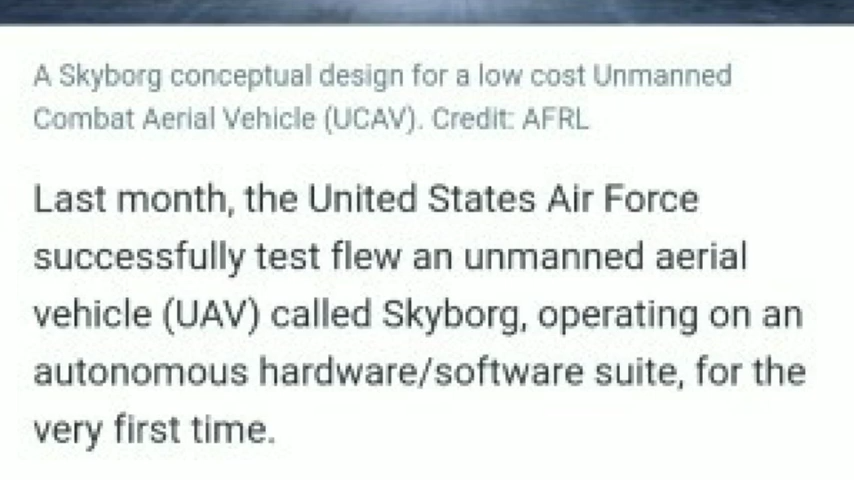 A Skyborg conceptual design for a low cost Unmanned
Combat Aerial Vehicle (UCAV). Credit: AFRL
Last month, the United States Air Force
successfully test flew an unmanned aerial
vehicle (UAV) called Skyborg, operating on an
autonomous hardware/software suite, for the
very first time.